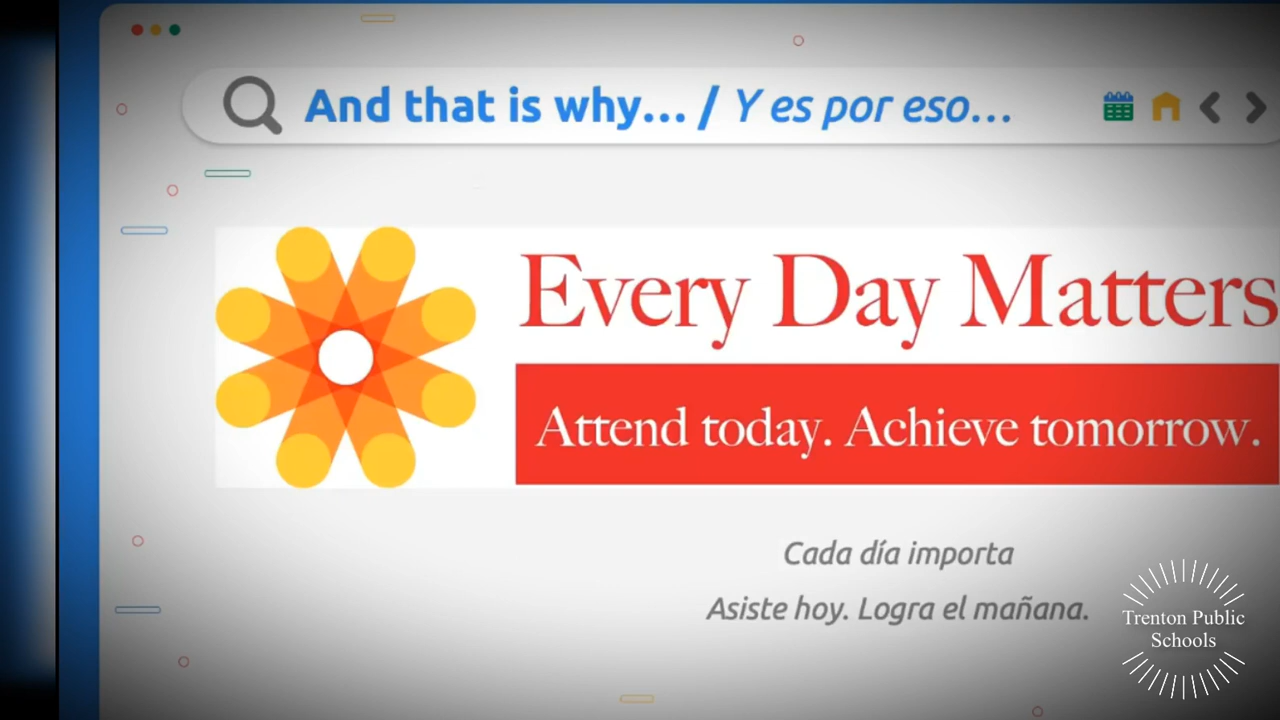 And that is why... / Y es por eso...
Every Day Matters
Attend today. Achieve tomorrow.
Cada día importa
Asiste hoy. Logra el mañana.
Trenton Public
Schools